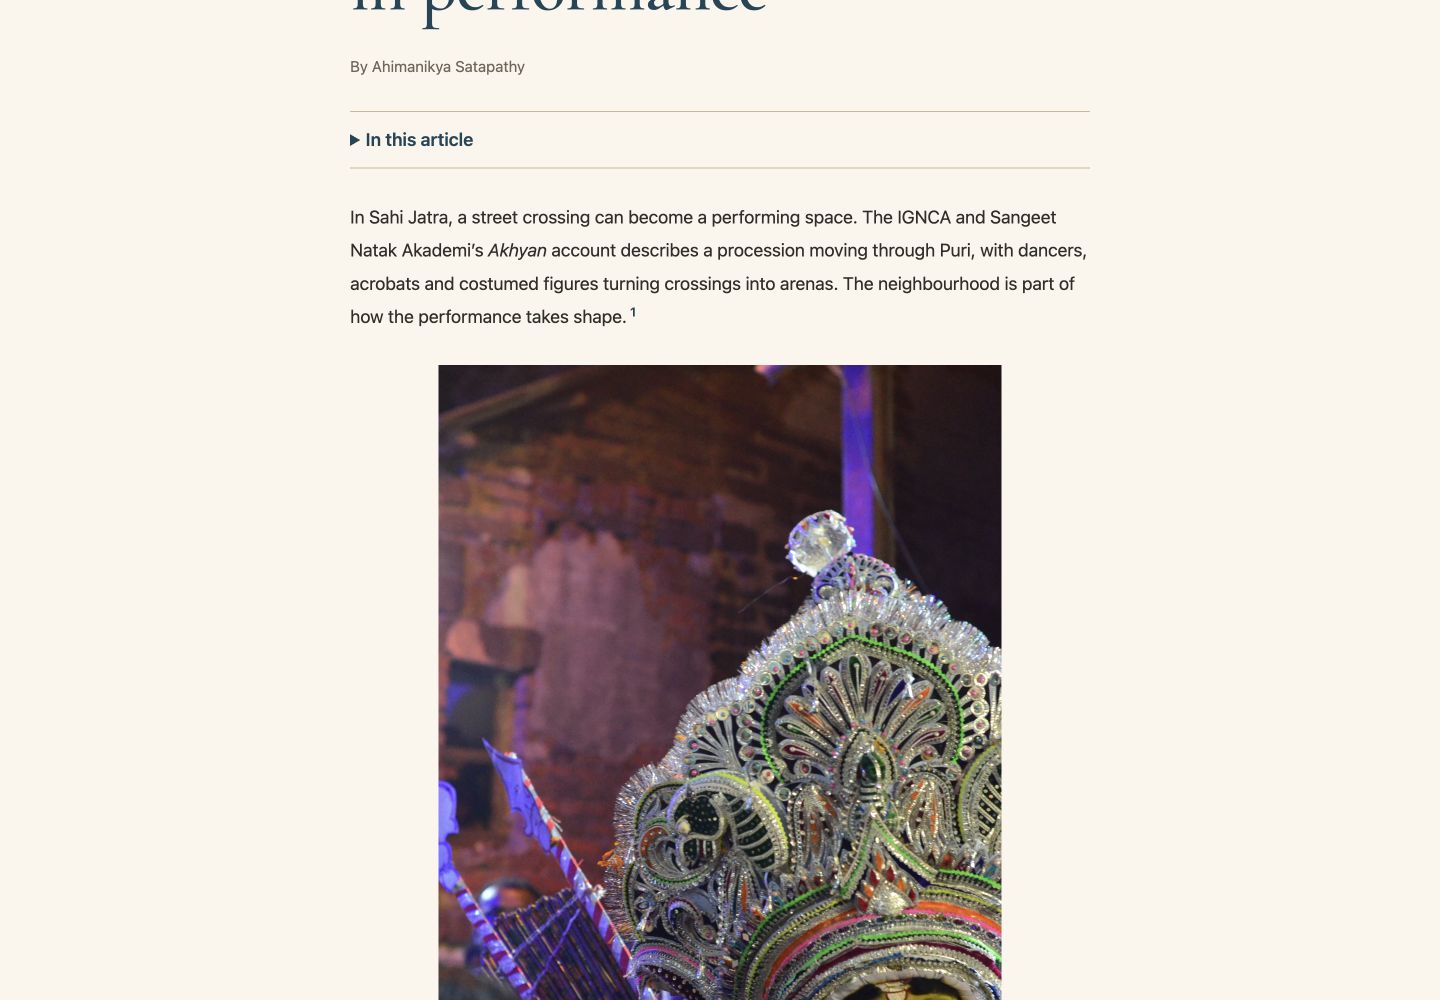 in performance
By Ahimanikya Satapathy
▶ In this article
In Sahi Jatra, a street crossing can become a performing space. The IGNCA and Sangeet
Natak Akademi’s Akhyan account describes a procession moving through Puri, with dancers,
acrobats and costumed figures turning crossings into arenas. The neighbourhood is part of
how the performance takes shape. 1